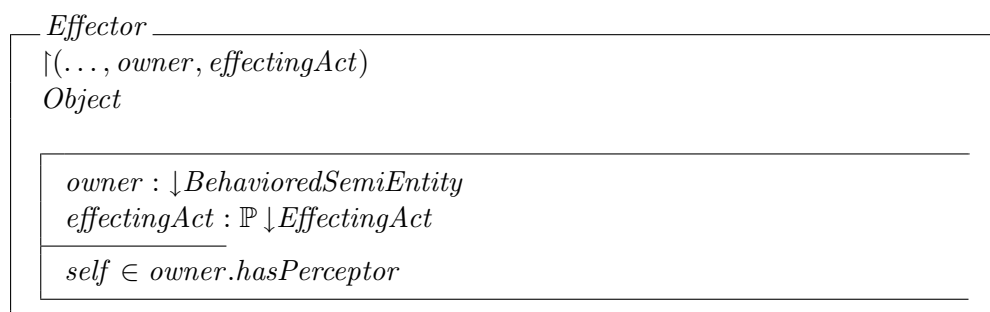 Effector
↾(…, owner, effectingAct)
Object
owner : ↓BehavioredSemiEntity
effectingAct : ℙ ↓EffectingAct
self ∈ owner.hasPerceptor